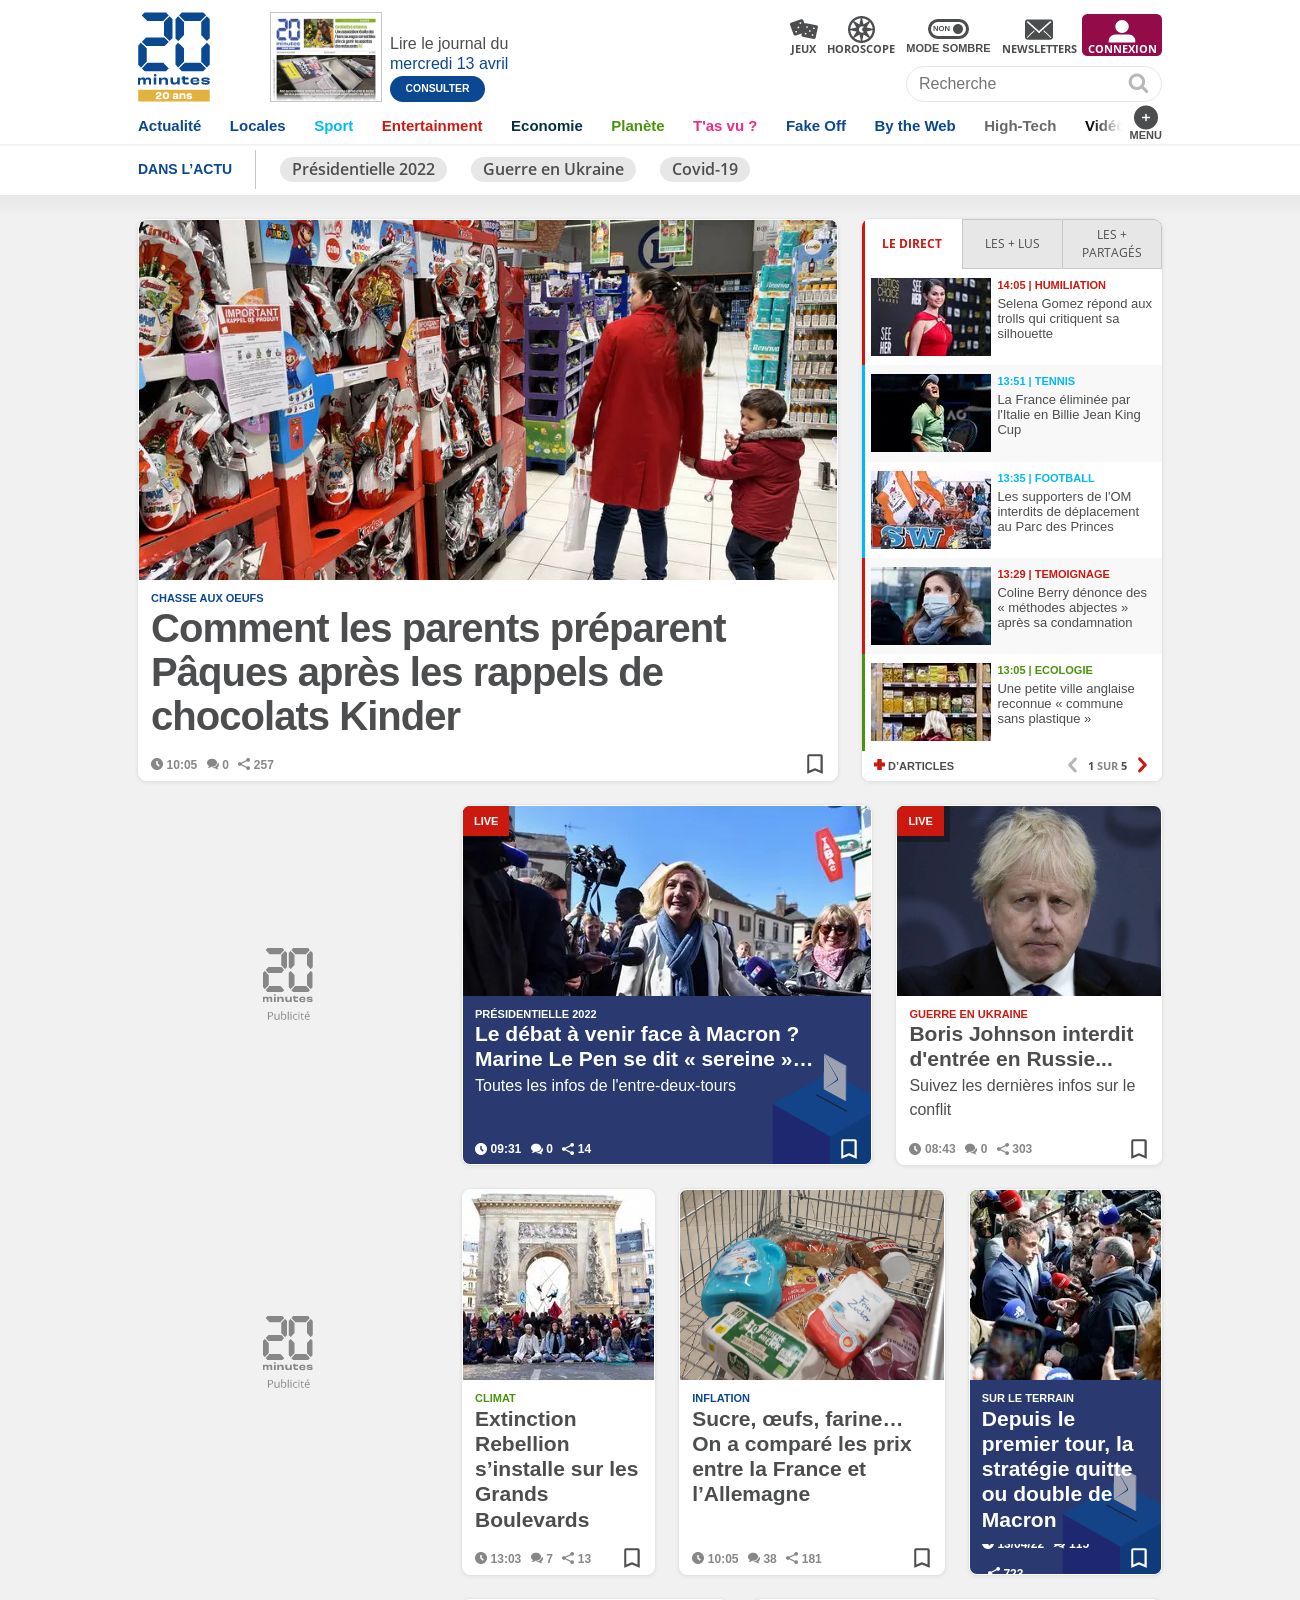 20
minutes
20 ans
Lire le journal du
mercredi 13 avril
CONSULTER
JEUX
HOROSCOPE
NON
MODE SOMBRE
NEWSLETTERS
CONNEXION
Recherche
Actualité
Locales
Sport
Entertainment
Economie
Planète
T'as vu ?
Fake Off
By the Web
High-Tech
MENU
DANS L’ACTU
Présidentielle 2022
Guerre en Ukraine
Covid-19
IMPORTANT
RAPPEL DE PRODUIT
CHASSE AUX OEUFS
Comment les parents préparent
Pâques après les rappels de
chocolats Kinder
10:05 0 257
LE DIRECT
LES + LUS
LES +
PARTAGÉS
14:05 | HUMILIATION
Selena Gomez répond aux
trolls qui critiquent sa
silhouette
13:51 | TENNIS
La France éliminée par
l'Italie en Billie Jean King
Cup
13:35 | FOOTBALL
Les supporters de l'OM
interdits de déplacement
au Parc des Princes
13:29 | TEMOIGNAGE
Coline Berry dénonce des
« méthodes abjectes »
après sa condamnation
13:05 | ECOLOGIE
Une petite ville anglaise
reconnue « commune
sans plastique »
D’ARTICLES
1 SUR 5
20
minutes
Publicité
LIVE
TABAC
PRÉSIDENTIELLE 2022
Le débat à venir face à Macron ?
Marine Le Pen se dit « sereine »…
Toutes les infos de l'entre-deux-tours
09:31 0 14
LIVE
GUERRE EN UKRAINE
Boris Johnson interdit
d'entrée en Russie...
Suivez les dernières infos sur le
conflit
08:43 0 303
20
minutes
Publicité
CLIMAT
Extinction
Rebellion
s’installe sur les
Grands
Boulevards
13:03 7 13
INFLATION
Sucre, œufs, farine…
On a comparé les prix
entre la France et
l’Allemagne
10:05 38 181
SUR LE TERRAIN
Depuis le
premier tour, la
stratégie quitte
ou double de
Macron
13/04/22 115
723